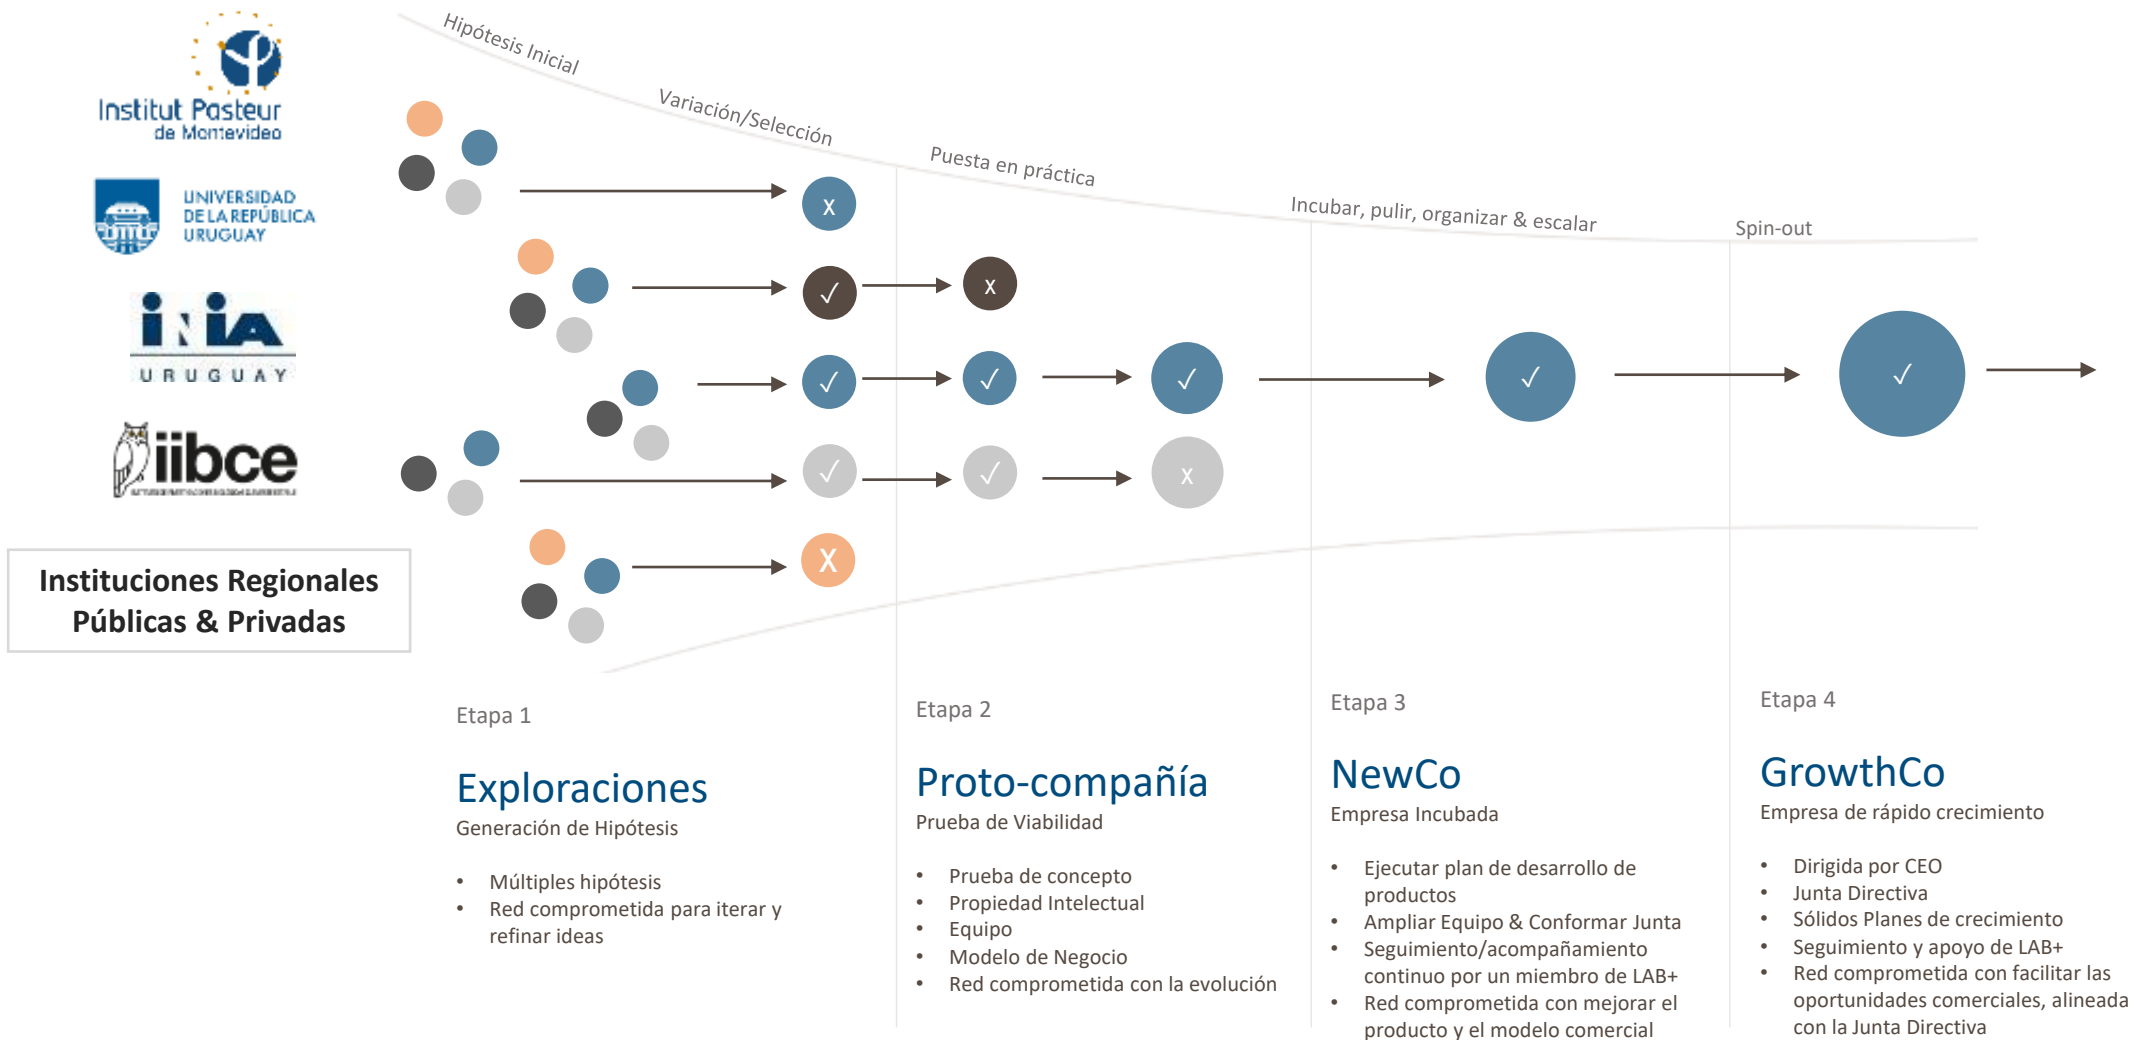 Institut Pasteur
de Montevideo
UNIVERSIDAD
DE LA REPÚBLICA
URUGUAY
INIA
URUGUAY
iibce
Instituciones Regionales
Públicas & Privadas
Hipótesis Inicial
Variación/Selección
Puesta en práctica
Incubar, pulir, organizar & escalar
Spin-out
x
✓
x
✓
✓
✓
✓
✓
✓
✓
x
X
Etapa 1
Exploraciones
Generación de Hipótesis
• Múltiples hipótesis
• Red comprometida para iterar y
refinar ideas
Etapa 2
Proto-compañía
Prueba de Viabilidad
• Prueba de concepto
• Propiedad Intelectual
• Equipo
• Modelo de Negocio
• Red comprometida con la evolución
Etapa 3
NewCo
Empresa Incubada
• Ejecutar plan de desarrollo de
productos
• Ampliar Equipo & Conformar Junta
• Seguimiento/acompañamiento
continuo por un miembro de LAB+
• Red comprometida con mejorar el
producto y el modelo comercial
Etapa 4
GrowthCo
Empresa de rápido crecimiento
• Dirigida por CEO
• Junta Directiva
• Sólidos Planes de crecimiento
• Seguimiento y apoyo de LAB+
• Red comprometida con facilitar las
oportunidades comerciales, alineada
con la Junta Directiva